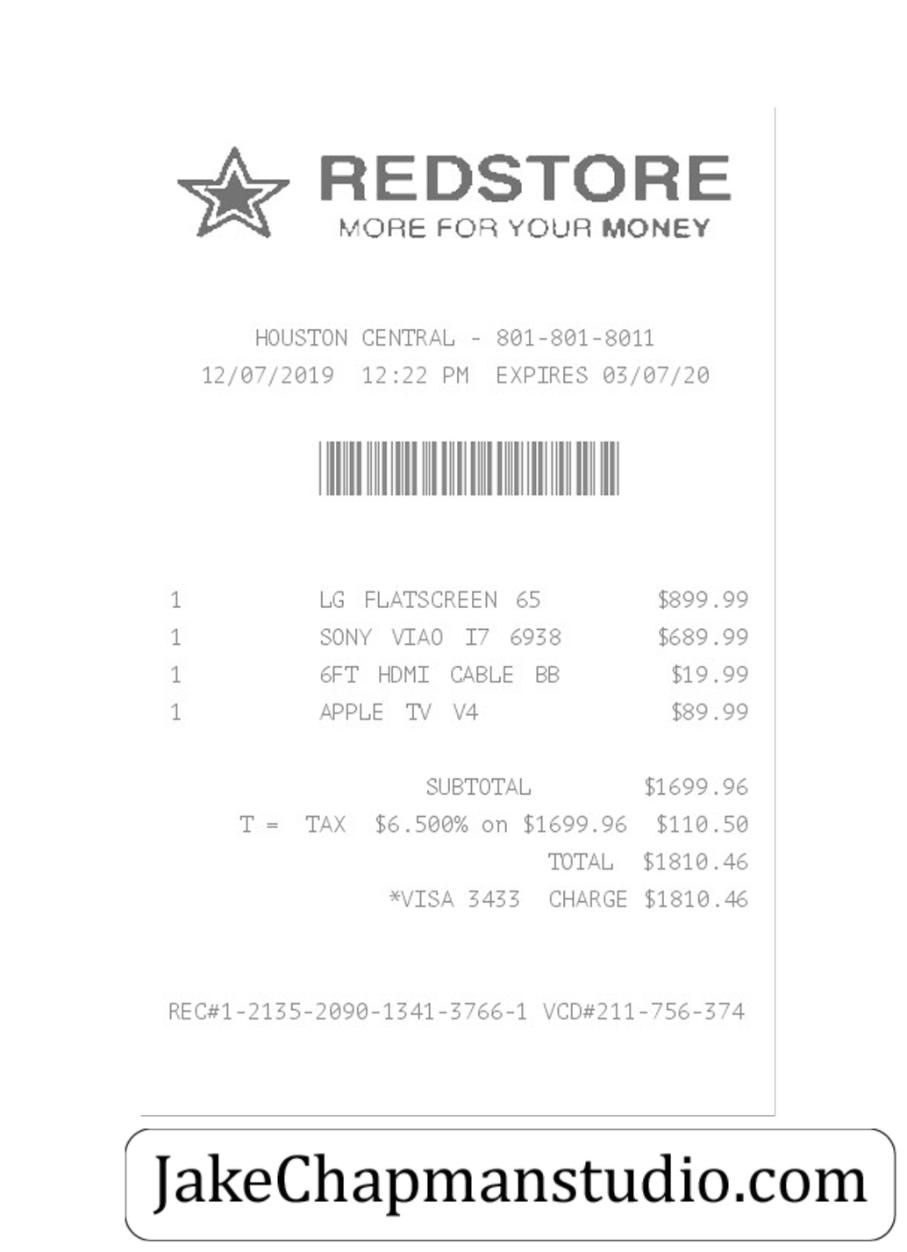 REDSTORE
MORE FOR YOUR MONEY
HOUSTON CENTRAL - 801-801-8011
12/07/2019 12:22 PM EXPIRES 03/07/20
1 LG FLATSCREEN 65 $899.99
1 SONY VIAO I7 6938 $689.99
1 6FT HDMI CABLE BB $19.99
1 APPLE TV V4 $89.99
SUBTOTAL $1699.96
T = TAX $6.500% on $1699.96 $110.50
TOTAL $1810.46
*VISA 3433 CHARGE $1810.46
REC#1-2135-2090-1341-3766-1 VCD#211-756-374
JakeChapmanstudio.com